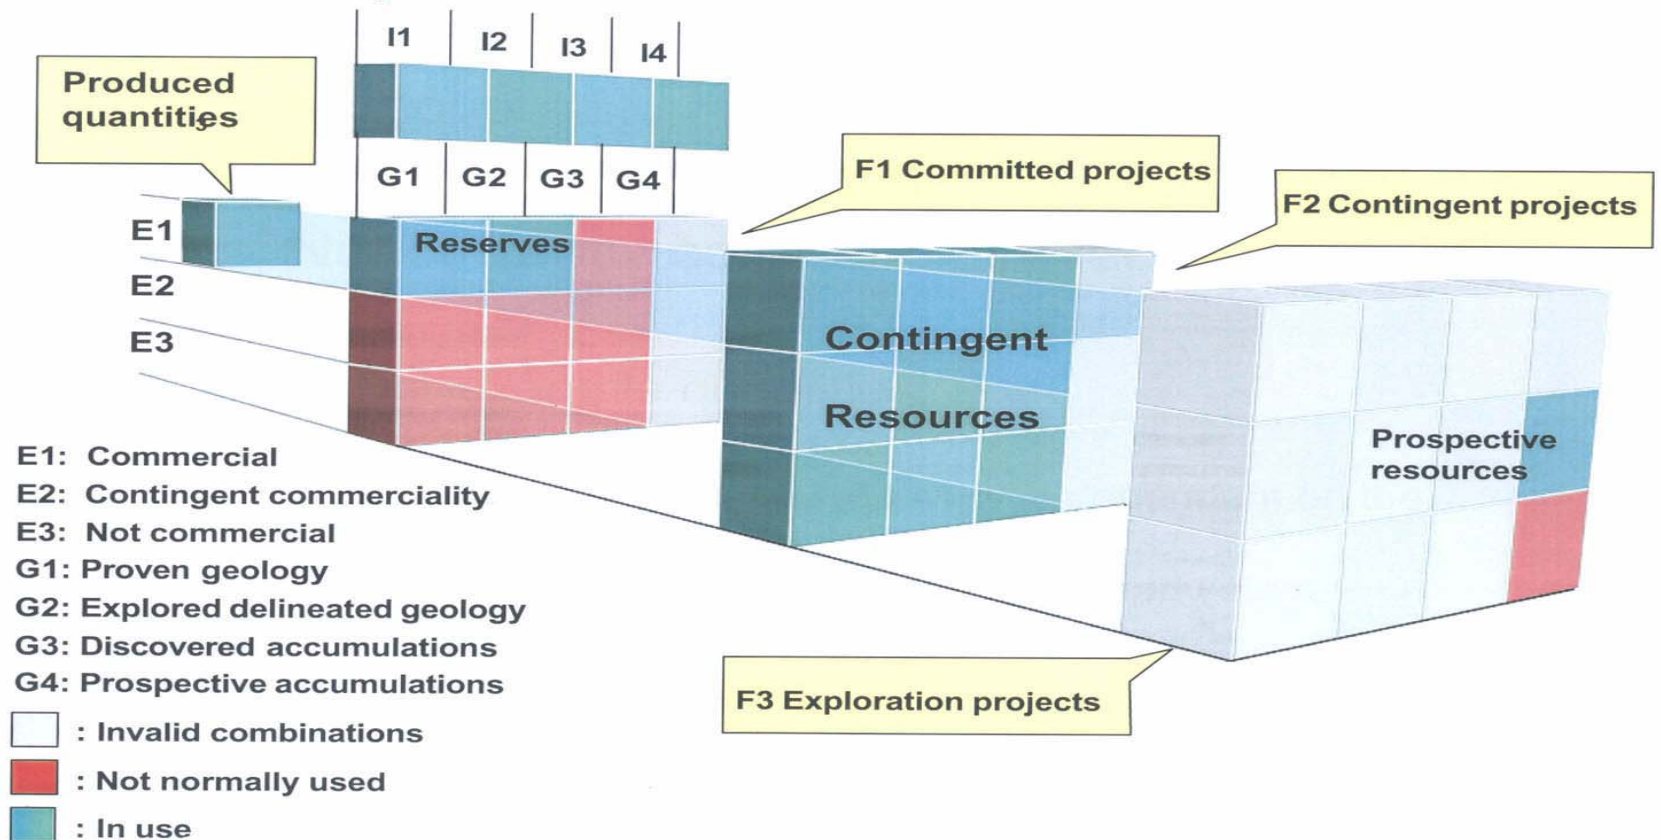 I1 I2 I3 I4
Produced
quantities
G1 G2 G3 G4
F1 Committed projects
F2 Contingent projects
E1
Reserves
E2
E3
Contingent
Resources
Prospective
resources
E1: Commercial
E2: Contingent commerciality
E3: Not commercial
G1: Proven geology
G2: Explored delineated geology
G3: Discovered accumulations
G4: Prospective accumulations
F3 Exploration projects
: Invalid combinations
: Not normally used
: In use